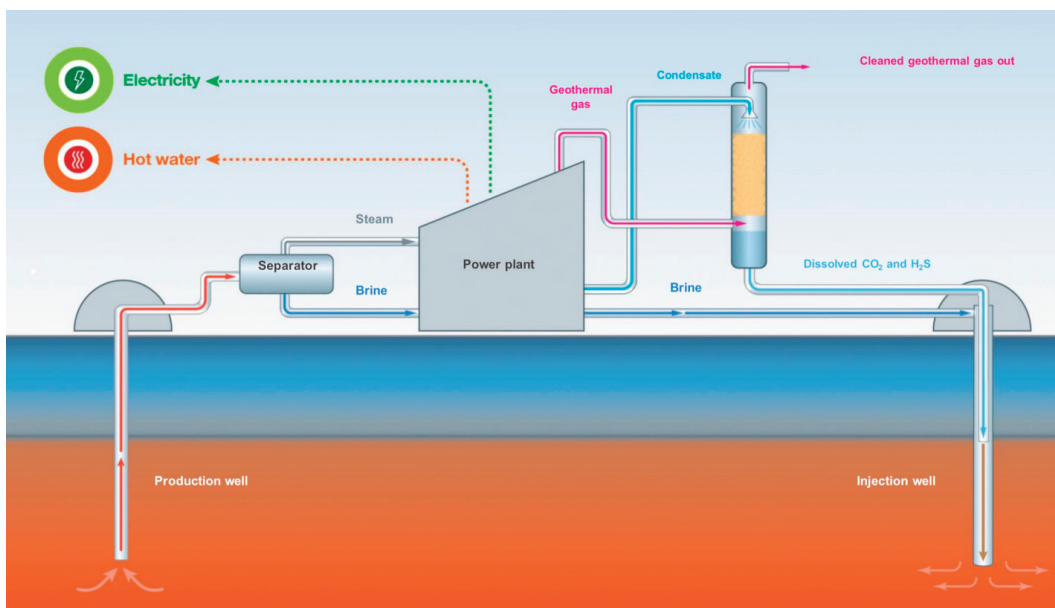 Electricity
Condensate
Cleaned geothermal gas out
Geothermal
gas
Hot water
Steam
Separator
Power plant
Dissolved CO₂ and H₂S
Brine
Brine
Production well
Injection well